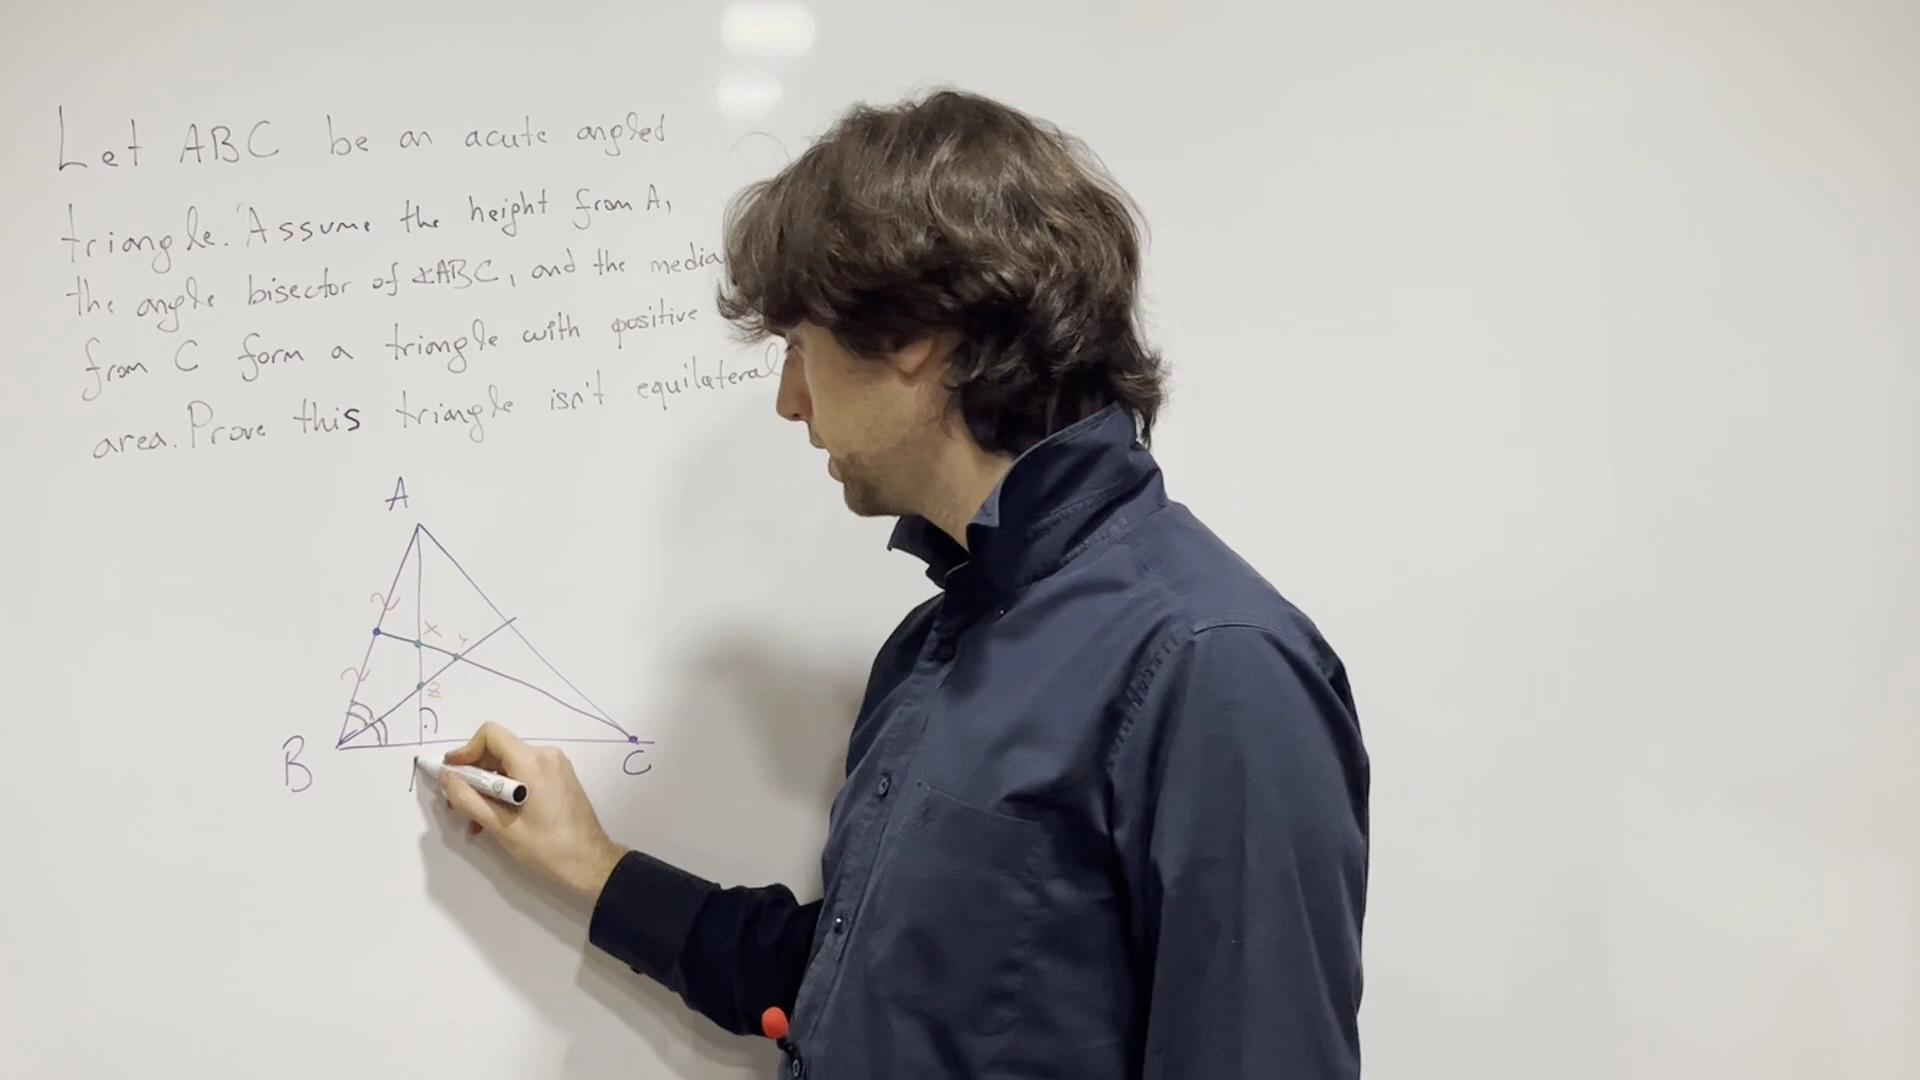 Let ABC be an acute angled
triangle. Assume the height from A,
the angle bisector of ∢ABC, and the media
from C form a triangle with positive
area. Prove this triangle isn't equilateral
A
x
X
Y
x
Z
B
C